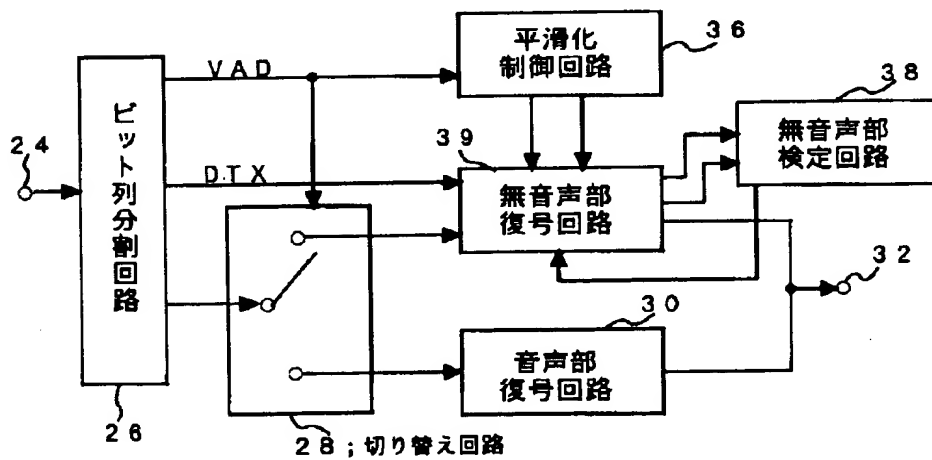 平滑化
制御回路
36
VAD
ビット列分割回路
24
38
無音声部
検定回路
39
DTX
無音声部
復号回路
32
30
音声部
復号回路
26
28;切り替え回路